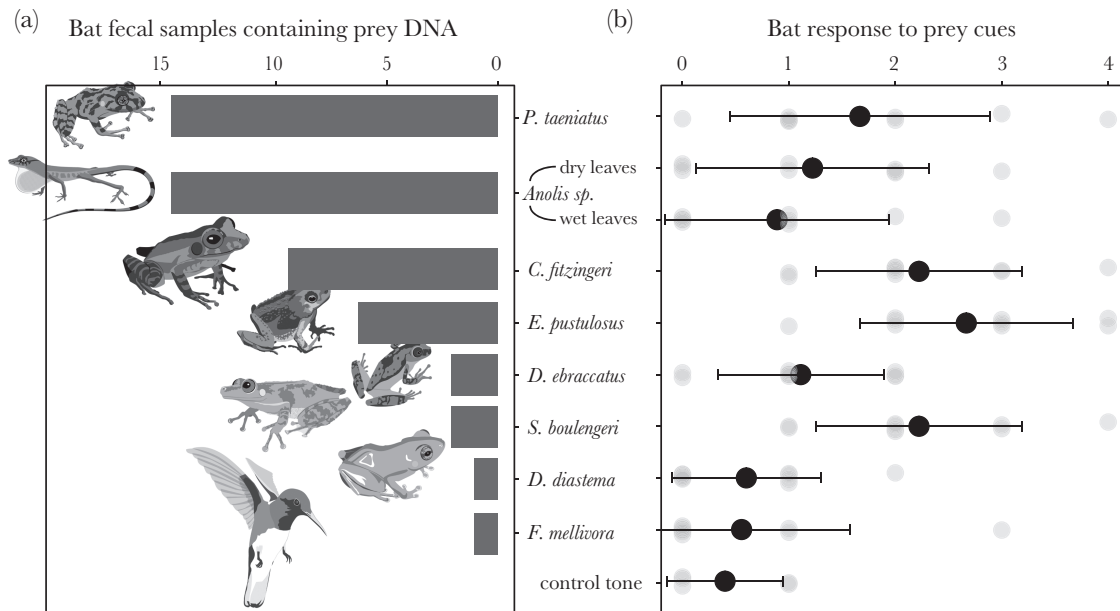 (a)
Bat fecal samples containing prey DNA
15 10 5 0
(b)
Bat response to prey cues
0 1 2 3 4
P. taeniatus
dry leaves
Anolis sp.
wet leaves
C. fitzingeri
E. pustulosus
D. ebraccatus
S. boulengeri
D. diastema
F. mellivora
control tone